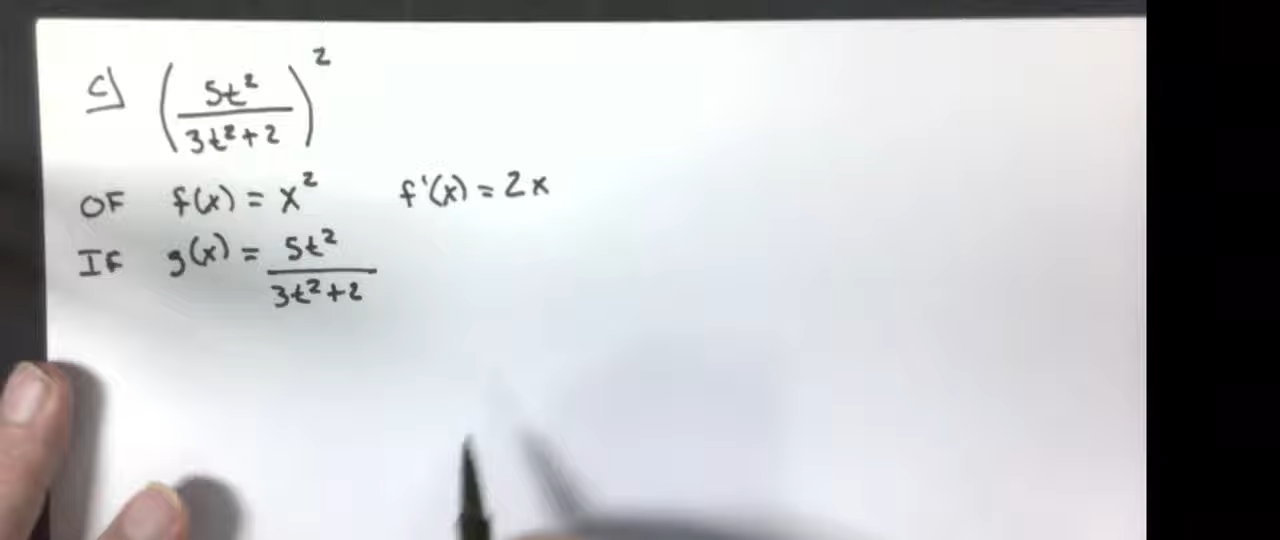 c) (5t²/(3t²+2))²
OF f(x) = x² f'(x) = 2x
IF g(x) = 5t²/(3t²+2)